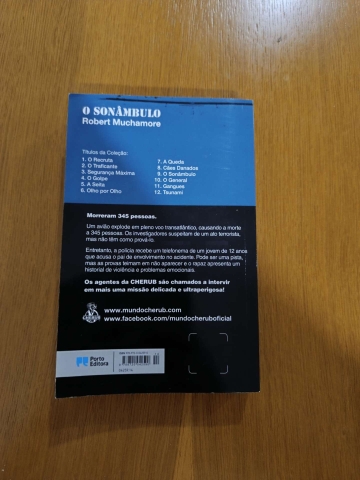 O SONÂMBULO
Robert Muchamore
Títulos da Coleção:
1. O Recruta
2. O Traficante
3. Segurança Máxima
4. O Golpe
5. A Seita
6. Olho por Olho
7. A Queda
8. Cães Danados
9. O Sonâmbulo
10. O General
11. Gangues
12. Tsunami
Morreram 345 pessoas.
Um avião explode em pleno voo transatlântico, causando a morte
a 345 pessoas. Os investigadores suspeitam de um ato terrorista,
mas não têm como prová-lo.
Entretanto, a polícia recebe um telefonema de um jovem de 12 anos
que acusa o pai de envolvimento no acidente. Pode ser uma pista,
mas as provas teimam em não aparecer e o rapaz apresenta um
historial de violência e problemas emocionais.
Os agentes da CHERUB são chamados a intervir
em mais uma missão delicada e ultraperigosa!
www.mundocherub.com
www.facebook.com/mundocheruboficial
Porto
Editora